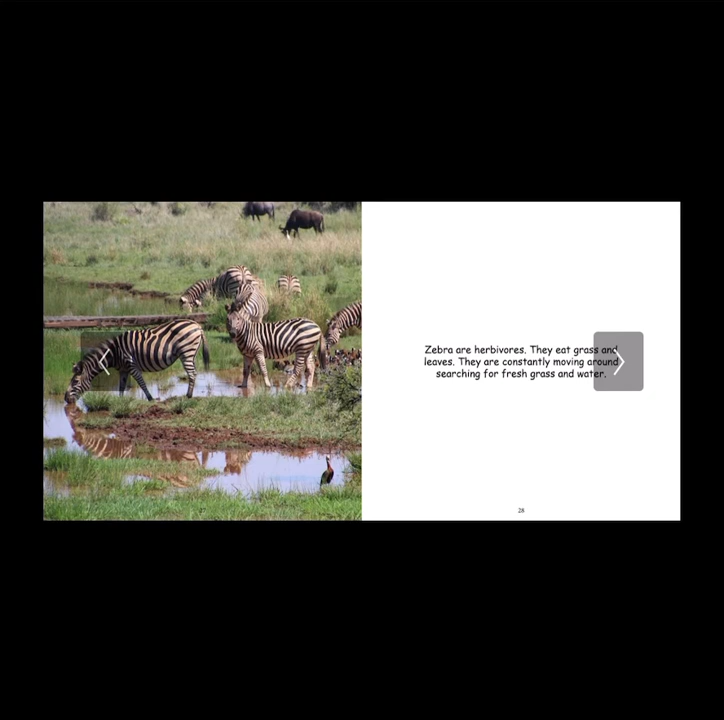 Zebra are herbivores. They eat grass and
leaves. They are constantly moving around
searching for fresh grass and water.
27
28